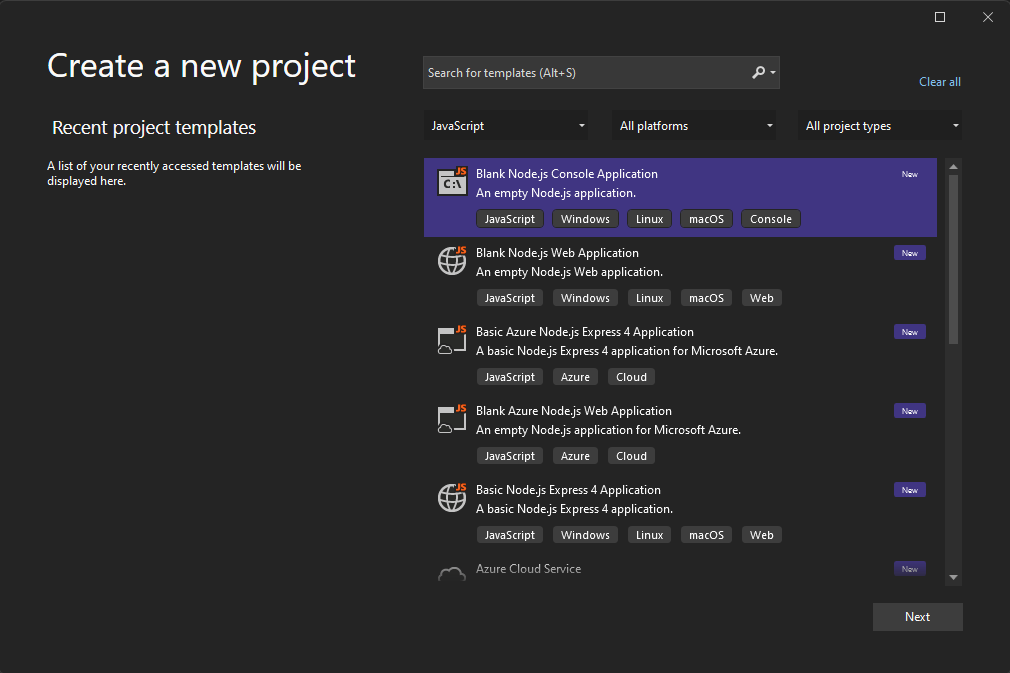 Create a new project
Search for templates (Alt+S)
Clear all
Recent project templates
A list of your recently accessed templates will be
displayed here.
JavaScript
All platforms
All project types
JS
C:\
Blank Node.js Console Application
New
An empty Node.js application.
JavaScript Windows Linux macOS Console
JS
Blank Node.js Web Application
New
An empty Node.js Web application.
JavaScript Windows Linux macOS Web
JS
Basic Azure Node.js Express 4 Application
New
A basic Node.js Express 4 application for Microsoft Azure.
JavaScript Azure Cloud
JS
Blank Azure Node.js Web Application
New
An empty Node.js application for Microsoft Azure.
JavaScript Azure Cloud
JS
Basic Node.js Express 4 Application
New
A basic Node.js Express 4 application.
JavaScript Windows Linux macOS Web
Azure Cloud Service
New
Next